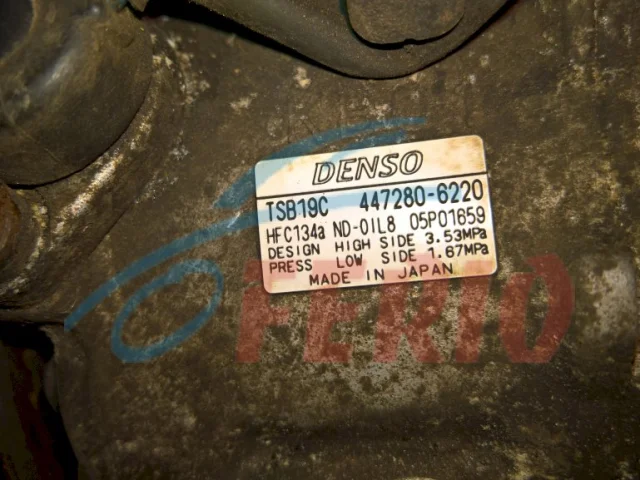 DENSO
TSB19C 447280-6220
HFC134a ND-OIL8 05P01659
DESIGN HIGH SIDE 3.53MPa
PRESS LOW SIDE 1.67MPa
MADE IN JAPAN
FERIO